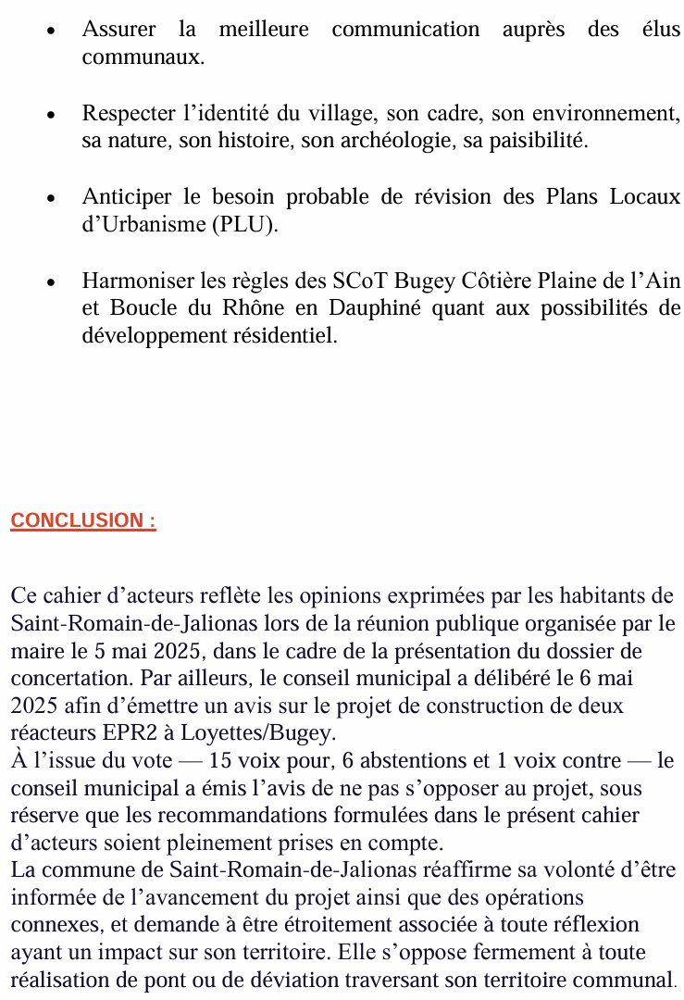 • Assurer la meilleure communication auprès des élus
communaux.
• Respecter l’identité du village, son cadre, son environnement,
sa nature, son histoire, son archéologie, sa paisibilité.
• Anticiper le besoin probable de révision des Plans Locaux
d’Urbanisme (PLU).
• Harmoniser les règles des SCoT Bugey Côtière Plaine de l’Ain
et Boucle du Rhône en Dauphiné quant aux possibilités de
développement résidentiel.
CONCLUSION :
Ce cahier d’acteurs reflète les opinions exprimées par les habitants de
Saint-Romain-de-Jalionas lors de la réunion publique organisée par le
maire le 5 mai 2025, dans le cadre de la présentation du dossier de
concertation. Par ailleurs, le conseil municipal a délibéré le 6 mai
2025 afin d’émettre un avis sur le projet de construction de deux
réacteurs EPR2 à Loyettes/Bugey.
À l’issue du vote — 15 voix pour, 6 abstentions et 1 voix contre — le
conseil municipal a émis l’avis de ne pas s’opposer au projet, sous
réserve que les recommandations formulées dans le présent cahier
d’acteurs soient pleinement prises en compte.
La commune de Saint-Romain-de-Jalionas réaffirme sa volonté d’être
informée de l’avancement du projet ainsi que des opérations
connexes, et demande à être étroitement associée à toute réflexion
ayant un impact sur son territoire. Elle s’oppose fermement à toute
réalisation de pont ou de déviation traversant son territoire communal.